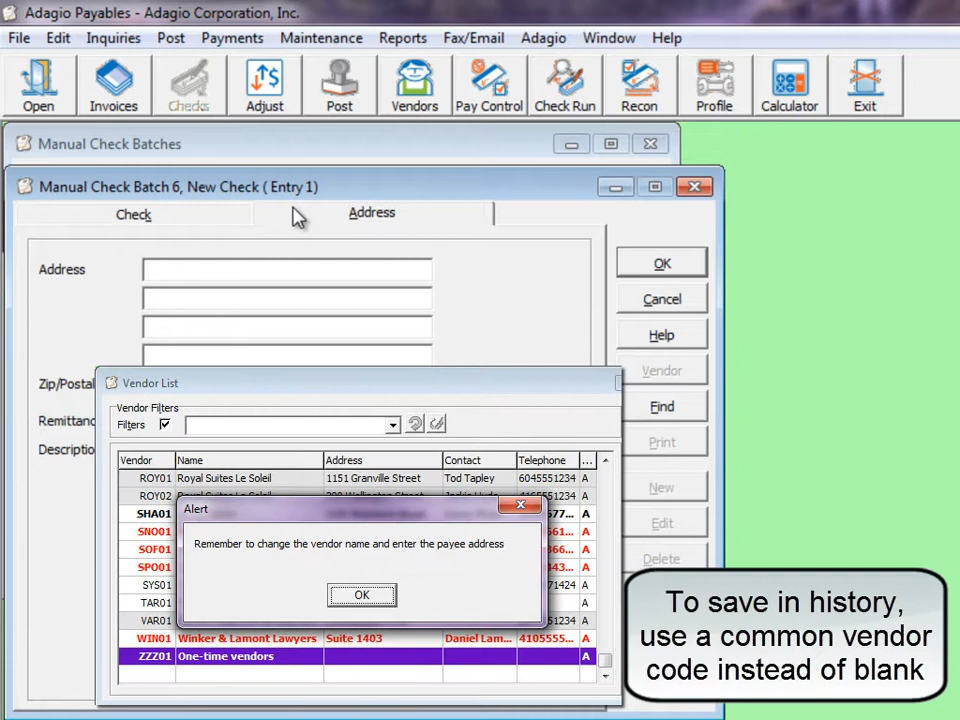 Adagio Payables - Adagio Corporation, Inc.
File Edit Inquiries Post Payments Maintenance Reports Fax/Email Adagio Window Help
Open Invoices Checks Adjust Post Vendors Pay Control Check Run Recon Profile Calculator Exit
Manual Check Batches
Manual Check Batch 6, New Check ( Entry 1)
Check Address
Address
OK
Cancel
Help
Zip/Postal
Vendor
Vendor List
Vendor Filters
Filters
Find
Print
Vendor Name Address Contact Telephone ...
ROY01 Royal Suites Le Soleil 1151 Granville Street Tod Tapley 6045551234 A
ROY02 A
New
Alert
SHA01 A
Remember to change the vendor name and enter the payee address
SNO01 A
Edit
SOF01 A
Delete
SPO01 A
SYS01 A
OK
TAR01 A
VAR01 A
WIN01 Winker & Lamont Lawyers Suite 1403 Daniel Lam... 4105555... A
ZZZ01 One-time vendors A
To save in history,
use a common vendor
code instead of blank